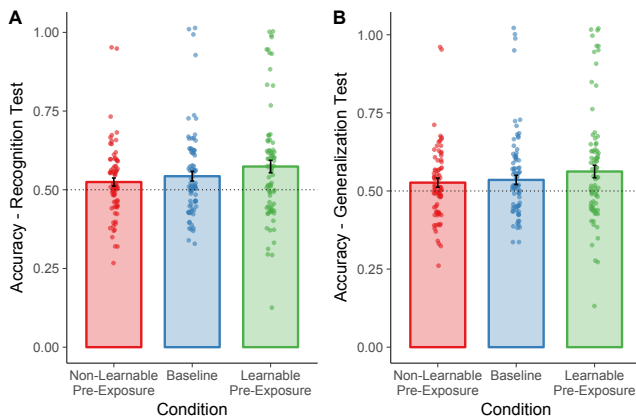 A
Accuracy - Recognition Test
1.00
0.75
0.50
0.25
0.00
Non-Learnable
Pre-Exposure
Baseline
Learnable
Pre-Exposure
Condition
B
Accuracy - Generalization Test
1.00
0.75
0.50
0.25
0.00
Non-Learnable
Pre-Exposure
Baseline
Learnable
Pre-Exposure
Condition